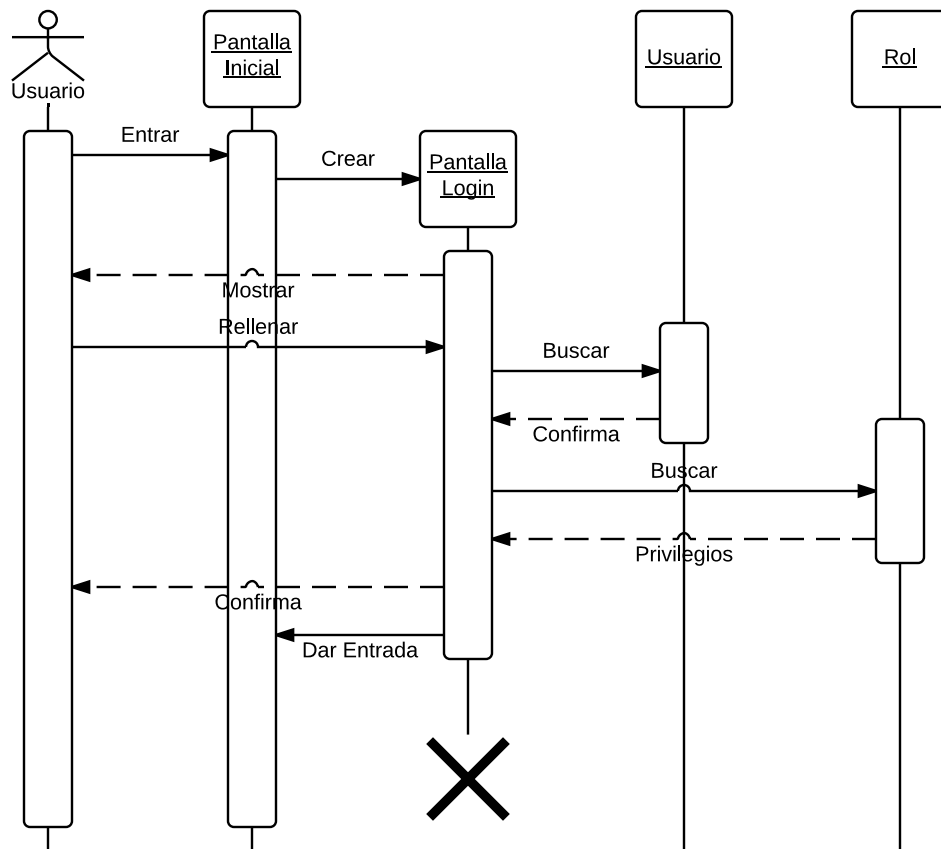 Usuario
Pantalla
Inicial
Usuario
Rol
Entrar
Crear
Pantalla
Login
Mostrar
Rellenar
Buscar
Confirma
Buscar
Privilegios
Confirma
Dar Entrada